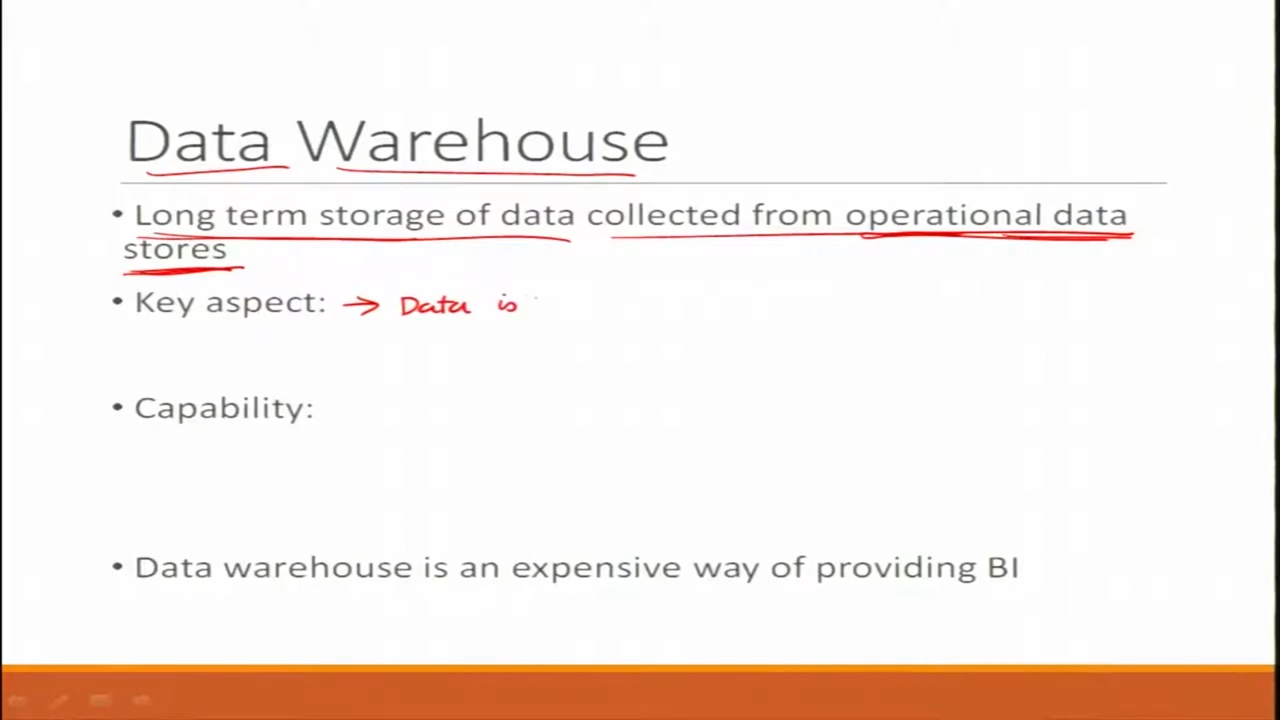 Data Warehouse
• Long term storage of data collected from operational data
stores
• Key aspect: → Data is
• Capability:
• Data warehouse is an expensive way of providing BI